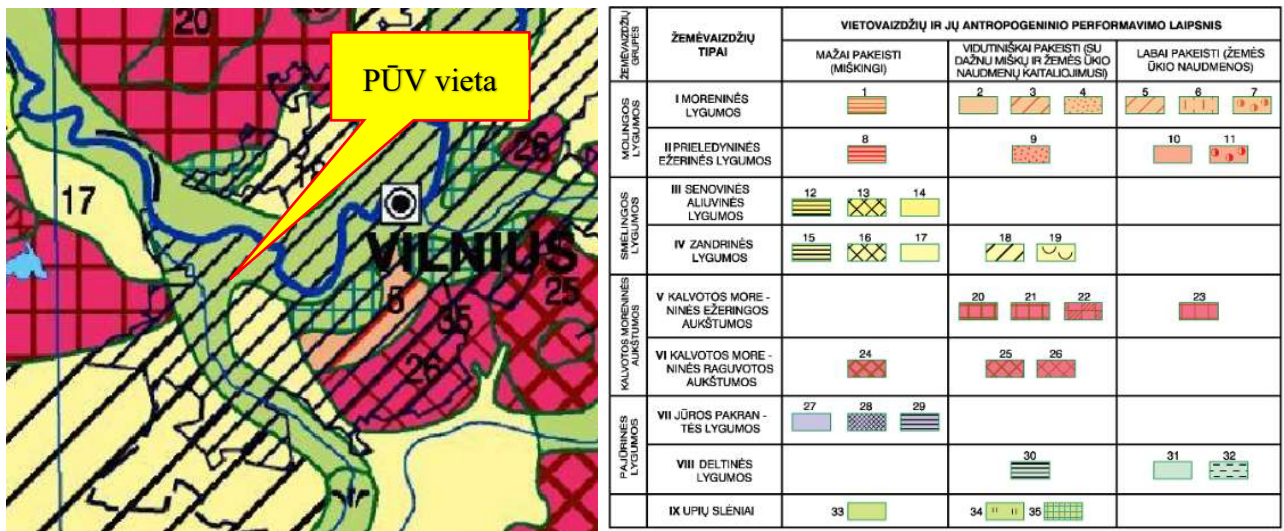 20
PŪV vieta
26
17
VILNIUS
5
25
35
26
ŽEMĖVAIZDŽIŲ
GRUPĖS
ŽEMĖVAIZDŽIŲ
TIPAI
VIETOVAIZDŽIŲ IR JŲ ANTROPOGENINIO PERFORMAVIMO LAIPSNIS
MAŽAI PAKEISTI
(MIŠKINGI)
VIDUTINIŠKAI PAKEISTI (SU
DAŽNU MIŠKŲ IR ŽEMĖS ŪKIO
NAUDMENŲ KAITALIOJIMUSI)
LABAI PAKEISTI (ŽEMĖS
ŪKIO NAUDMENOS)
MOLINGOS
LYGUMOS
I MORENINĖS
LYGUMOS
1
2 3 4
5 6 7
II PRIELEDYNINĖS
EŽERINĖS LYGUMOS
8
9
10 11
SMĖLINGOS
LYGUMOS
III SENOVINĖS
ALIUVINĖS
LYGUMOS
12 13 14
IV ZANDRINĖS
LYGUMOS
15 16 17
18 19
KALVOTOS MORENINĖS
AUKŠTUMOS
V KALVOTOS MORE -
NINĖS EŽERINGOS
AUKŠTUMOS
20 21 22
23
VI KALVOTOS MORE -
NINĖS RAGUVOTOS
AUKŠTUMOS
24
25 26
PAJŪRINĖS
LYGUMOS
VII JŪROS PAKRAN -
TĖS LYGUMOS
27 28 29
VIII DELTINĖS
LYGUMOS
30
31 32
IX UPIŲ SLĖNIAI
33
34 35